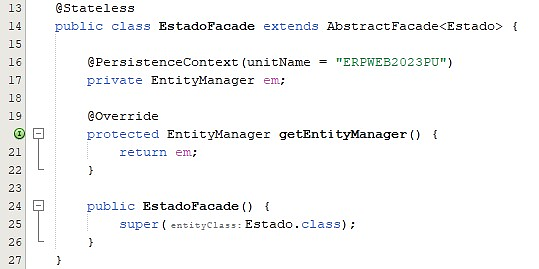 13 @Stateless
14 public class EstadoFacade extends AbstractFacade<Estado> {
15
16 @PersistenceContext(unitName = "ERPWEB2023PU")
17 private EntityManager em;
18
19 @Override
protected EntityManager getEntityManager() {
21 return em;
22 }
23
24 public EstadoFacade() {
25 super( entityClass: Estado.class);
26 }
27 }